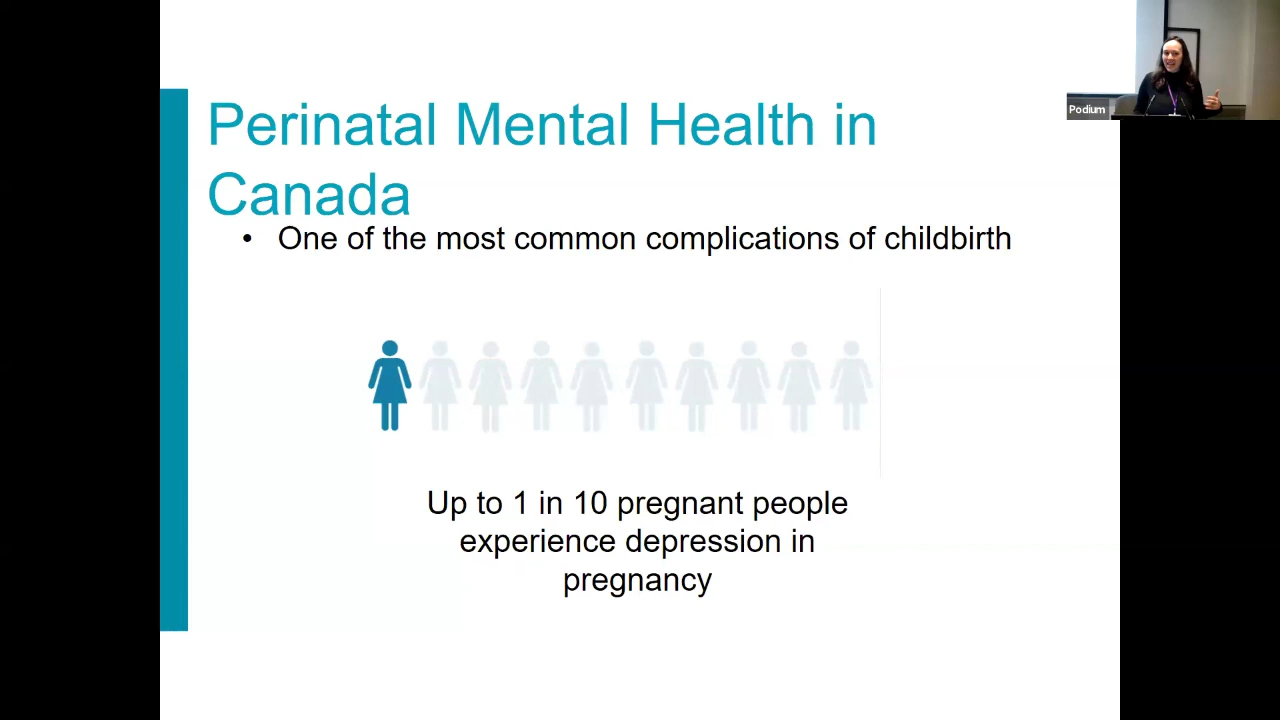 Perinatal Mental Health in
Canada
• One of the most common complications of childbirth
Up to 1 in 10 pregnant people
experience depression in
pregnancy
Podium